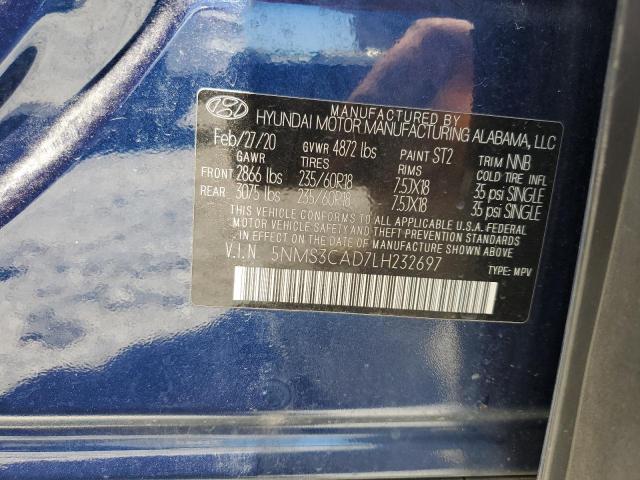 MANUFACTURED BY
HYUNDAI MOTOR MANUFACTURING ALABAMA, LLC
Feb/27/20 GVWR 4872 lbs PAINT ST2 TRIM NNB
GAWR TIRES RIMS COLD TIRE INFL
FRONT 2866 lbs 235/60R18 7.5JX18 35 psi SINGLE
REAR 3075 lbs 235/60R18 7.5JX18 35 psi SINGLE
THIS VEHICLE CONFORMS TO ALL APPLICABLE U.S.A. FEDERAL
MOTOR VEHICLE SAFETY AND THEFT PREVENTION STANDARDS
IN EFFECT ON THE DATE OF MANUFACTURE SHOWN ABOVE.
V.I.N 5NMS3CAD7LH232697
TYPE: MPV